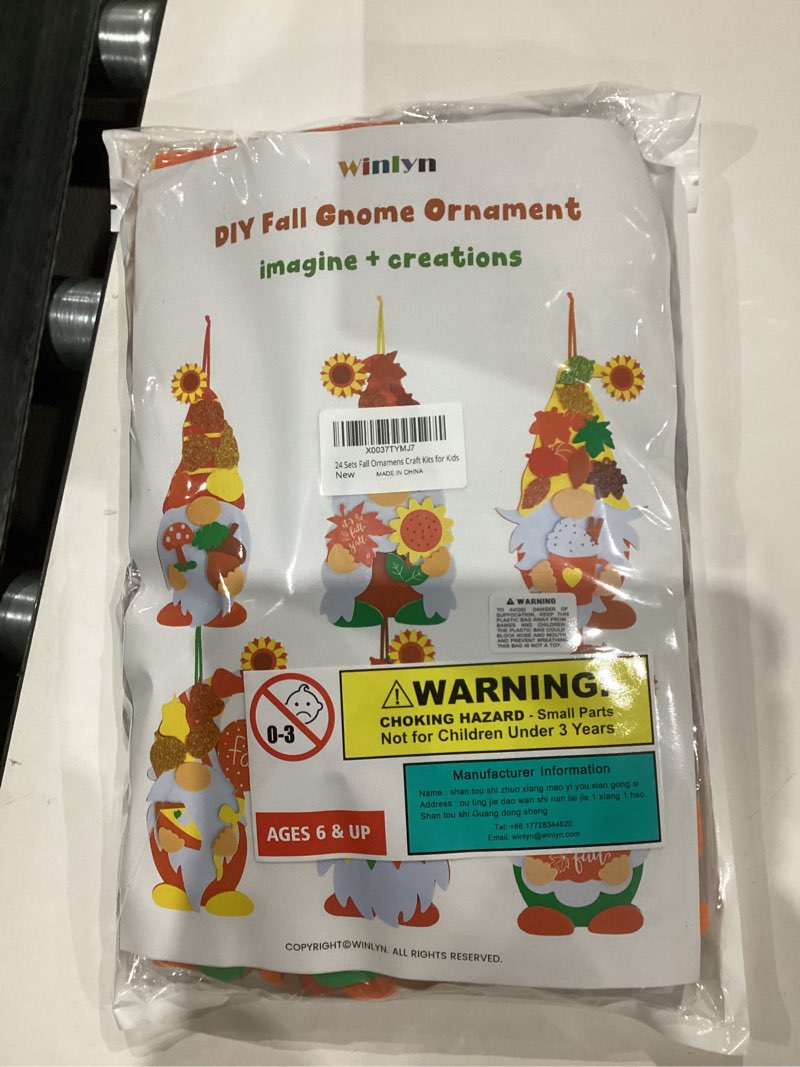 winlyn
DIY Fall Gnome Ornament
imagine + creations
X0037TYMJ7
24 Sets Fall Ornamens Craft Kits for Kids
New MADE IN CHINA
it's
fall
y'all
WARNING
TO AVOID DANGER OF
SUFFOCATION, KEEP THIS
PLASTIC BAG AWAY FROM
BABIES AND CHILDREN.
THE PLASTIC BAG COULD
BLOCK NOSE AND MOUTH
AND PREVENT BREATHING
THIS BAG IS NOT A TOY.
0-3
WARNING:
CHOKING HAZARD - Small Parts
Not for Children Under 3 Years
Manufacturer Information
Name : shan tou shi zhuo xiang mao yi you xian gong si
Address : ou ting jie dao wan shi nan lai jie 1 xiang 1 hao
Shan tou shi Guang dong sheng
Tel: +86 17728344620
Email: winlyn@winlyn.com
AGES 6 & UP
fall
COPYRIGHT©WINLYN. ALL RIGHTS RESERVED.